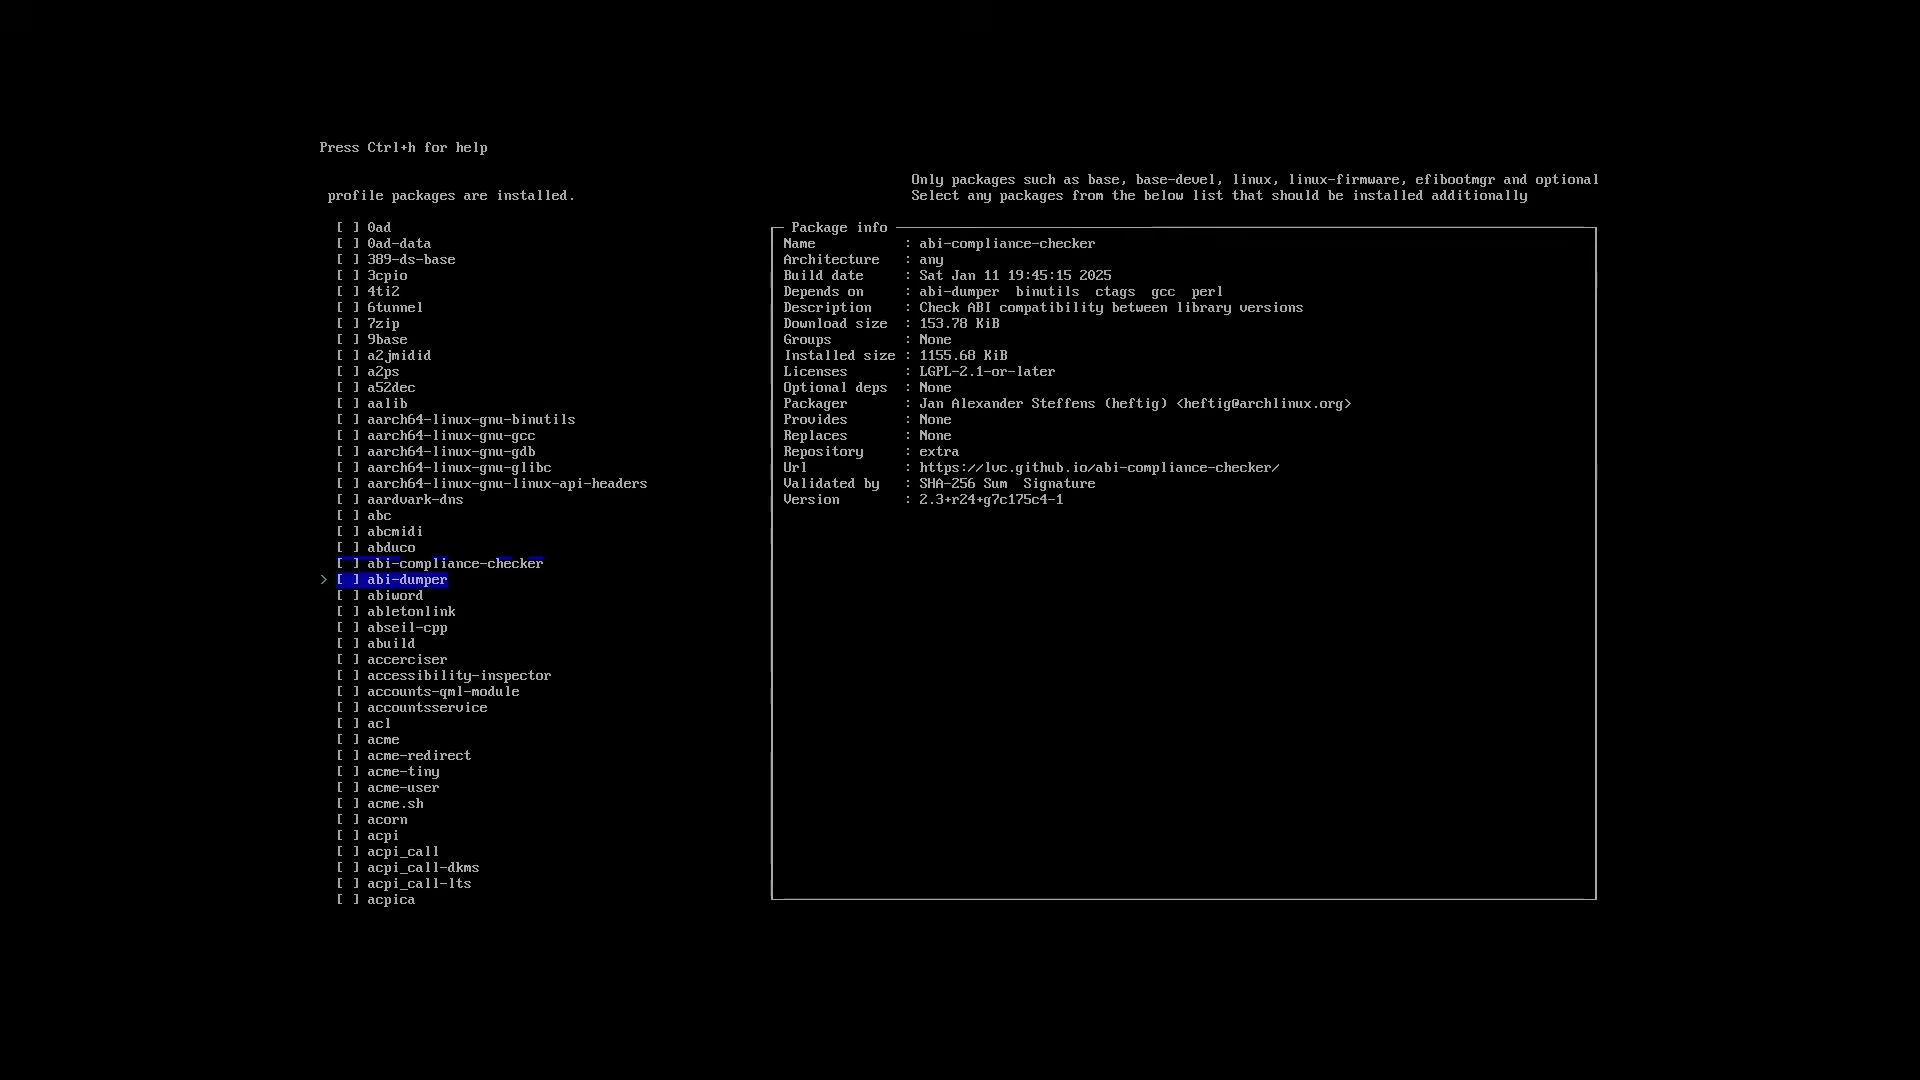 Press Ctrl+h for help
Only packages such as base, base-devel, linux, linux-firmware, efibootmgr and optional
profile packages are installed.
Select any packages from the below list that should be installed additionally
[ ] 0ad
[ ] 0ad-data
[ ] 389-ds-base
[ ] 3cpio
[ ] 4ti2
[ ] 6tunnel
[ ] 7zip
[ ] 9base
[ ] a2jmidid
[ ] a2ps
[ ] a52dec
[ ] aalib
[ ] aarch64-linux-gnu-binutils
[ ] aarch64-linux-gnu-gcc
[ ] aarch64-linux-gnu-gdb
[ ] aarch64-linux-gnu-glibc
[ ] aarch64-linux-gnu-linux-api-headers
[ ] aardvark-dns
[ ] abc
[ ] abcmidi
[ ] abduco
[ ] abi-compliance-checker
> [ ] abi-dumper
[ ] abiword
[ ] abletonlink
[ ] abseil-cpp
[ ] abuild
[ ] accerciser
[ ] accessibility-inspector
[ ] accounts-qml-module
[ ] accountsservice
[ ] acl
[ ] acme
[ ] acme-redirect
[ ] acme-tiny
[ ] acme-user
[ ] acme.sh
[ ] acorn
[ ] acpi
[ ] acpi_call
[ ] acpi_call-dkms
[ ] acpi_call-lts
[ ] acpica
Package info
Name : abi-compliance-checker
Architecture : any
Build date : Sat Jan 11 19:45:15 2025
Depends on : abi-dumper binutils ctags gcc perl
Description : Check ABI compatibility between library versions
Download size : 153.78 KiB
Groups : None
Installed size : 1155.68 KiB
Licenses : LGPL-2.1-or-later
Optional deps : None
Packager : Jan Alexander Steffens (heftig) <heftig@archlinux.org>
Provides : None
Replaces : None
Repository : extra
Url : https://lvc.github.io/abi-compliance-checker/
Validated by : SHA-256 Sum Signature
Version : 2.3+r24+g7c175c4-1